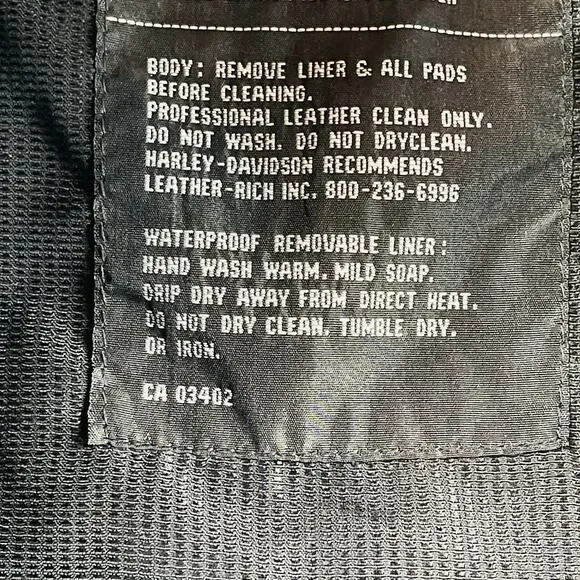 BODY: REMOVE LINER & ALL PADS
BEFORE CLEANING.
PROFESSIONAL LEATHER CLEAN ONLY.
DO NOT WASH. DO NOT DRYCLEAN.
HARLEY-DAVIDSON RECOMMENDS
LEATHER-RICH INC. 800-236-6996
WATERPROOF REMOVABLE LINER:
HAND WASH WARM. MILD SOAP.
DRIP DRY AWAY FROM DIRECT HEAT.
DO NOT DRY CLEAN, TUMBLE DRY.
OR IRON.
CA 03402